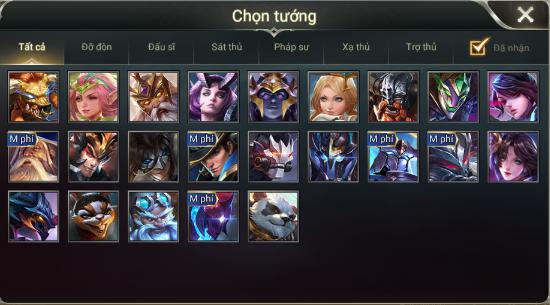 Chọn tướng
Tất cả Đỡ đòn Đấu sĩ Sát thủ Pháp sư Xạ thủ Trợ thủ Đã nhận
M phí M phí M phí M phí
M phí